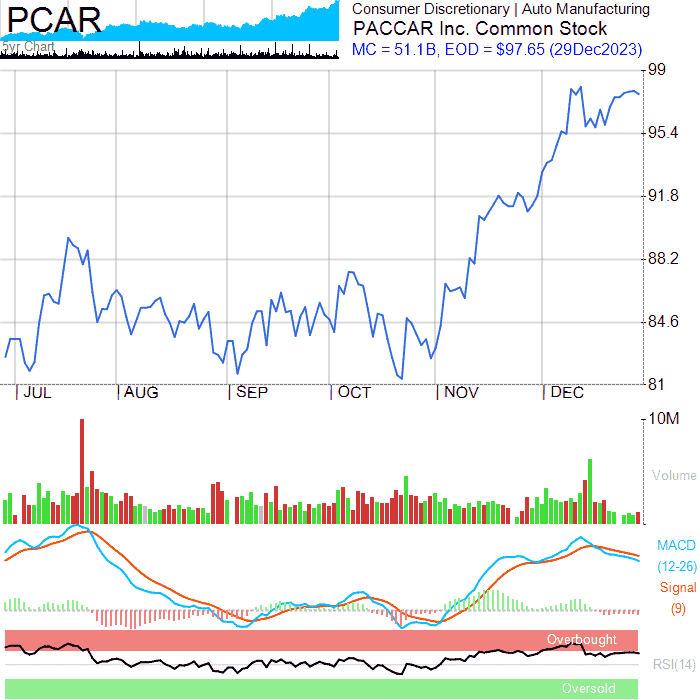 PCAR
5yr Chart
Consumer Discretionary | Auto Manufacturing
PACCAR Inc. Common Stock
MC = 51.1B, EOD = $97.65 (29Dec2023)
99
95.4
91.8
88.2
84.6
81
JUL AUG SEP OCT NOV DEC
10M
Volume
MACD
(12-26)
Signal
(9)
Overbought
RSI(14)
Oversold